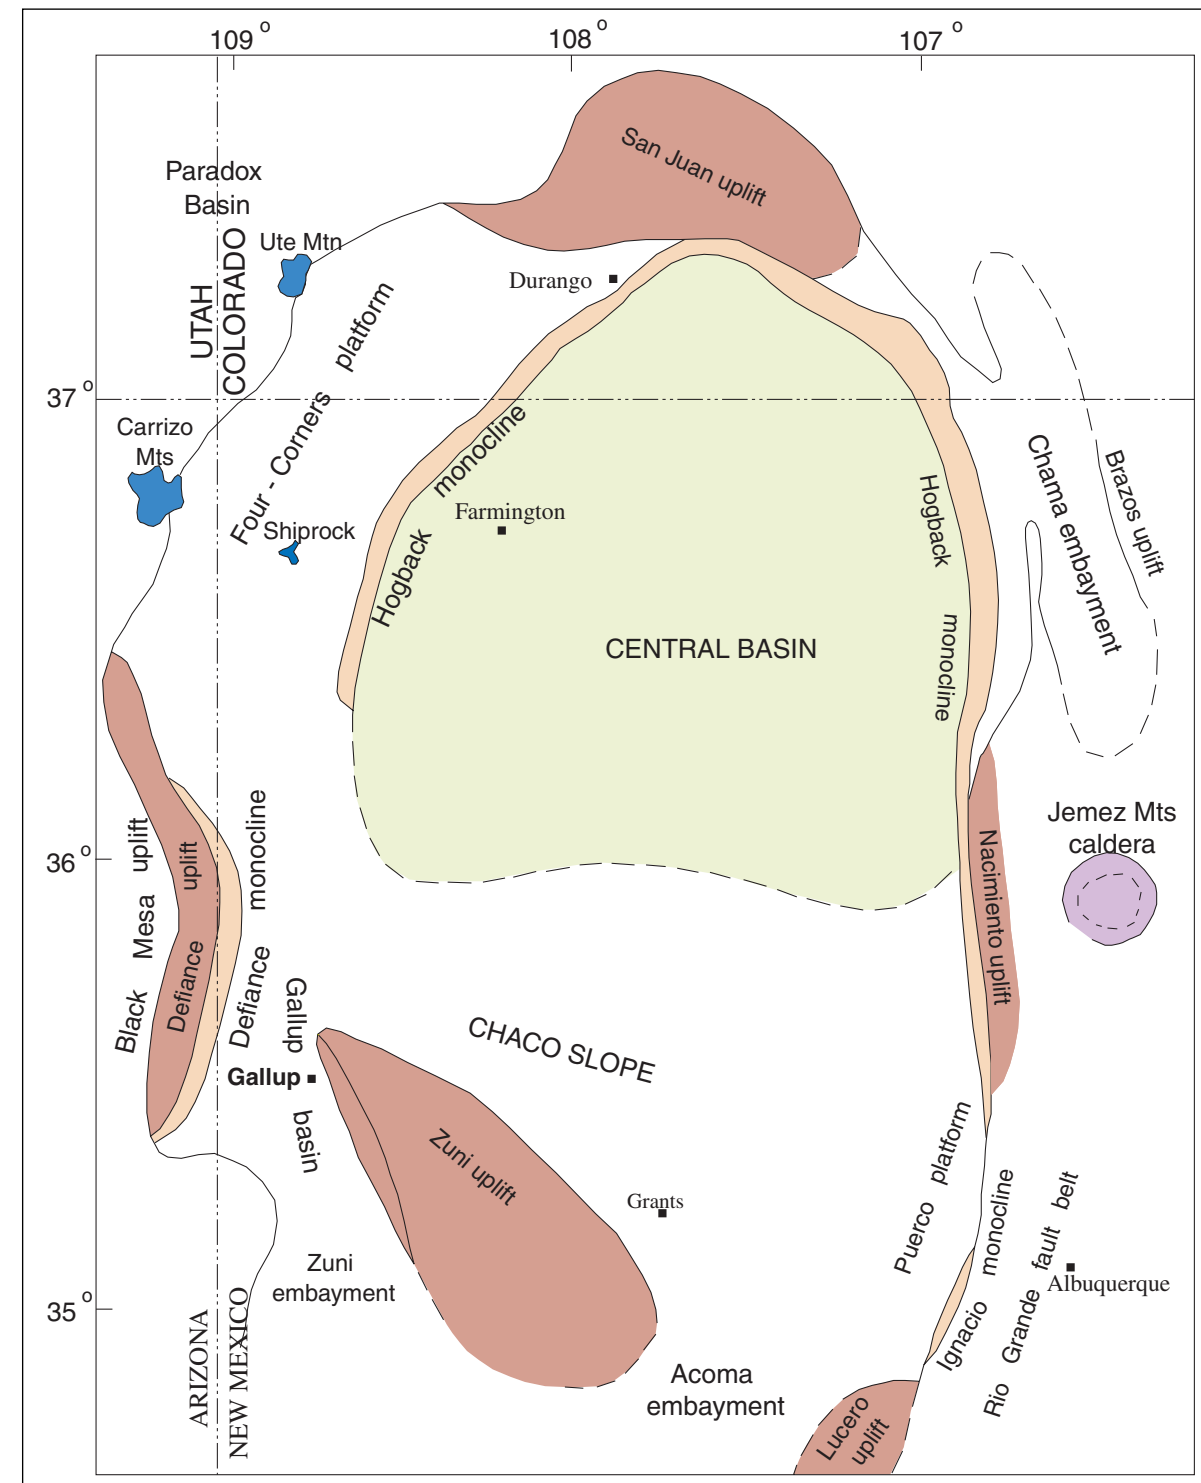 109 o
108 o
107 o
San Juan uplift
Paradox
Basin
Ute Mtn
UTAH
COLORADO
Durango
Four - Corners platform
37 o
Carrizo
Mts
Hogback monocline
Farmington
Shiprock
Hogback monocline
Chama embayment
Brazos uplift
CENTRAL BASIN
Jemez Mts
caldera
36 o
Black Mesa uplift
Defiance uplift
Defiance monocline
Nacimiento uplift
Gallup basin
CHACO SLOPE
Gallup
Zuni uplift
Grants
Puerco platform
Ignacio monocline
Rio Grande fault belt
Albuquerque
Zuni
embayment
35 o
ARIZONA
NEW MEXICO
Acoma
embayment
Lucero
uplift